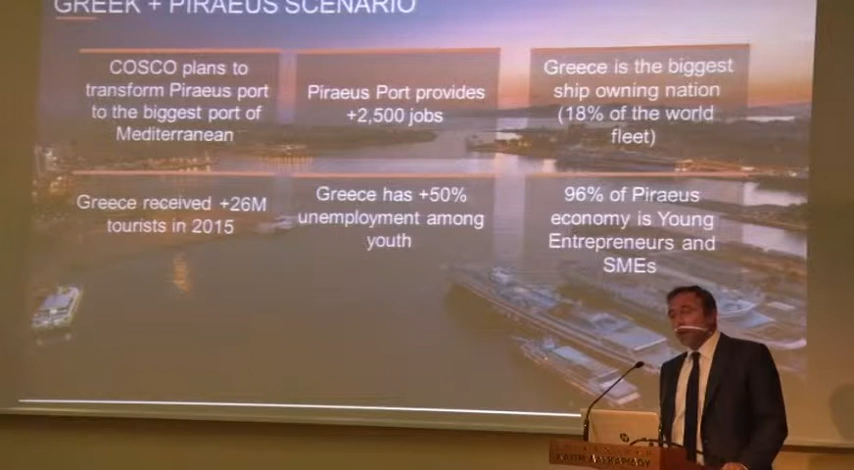 GREEK + PIRAEUS SCENARIO
COSCO plans to
transform Piraeus port
to the biggest port of
Mediterranean
Piraeus Port provides
+2,500 jobs
Greece is the biggest
ship owning nation
(18% of the world
fleet)
Greece received +26M
tourists in 2015
Greece has +50%
unemployment among
youth
96% of Piraeus
economy is Young
Entrepreneurs and
SMEs
hp